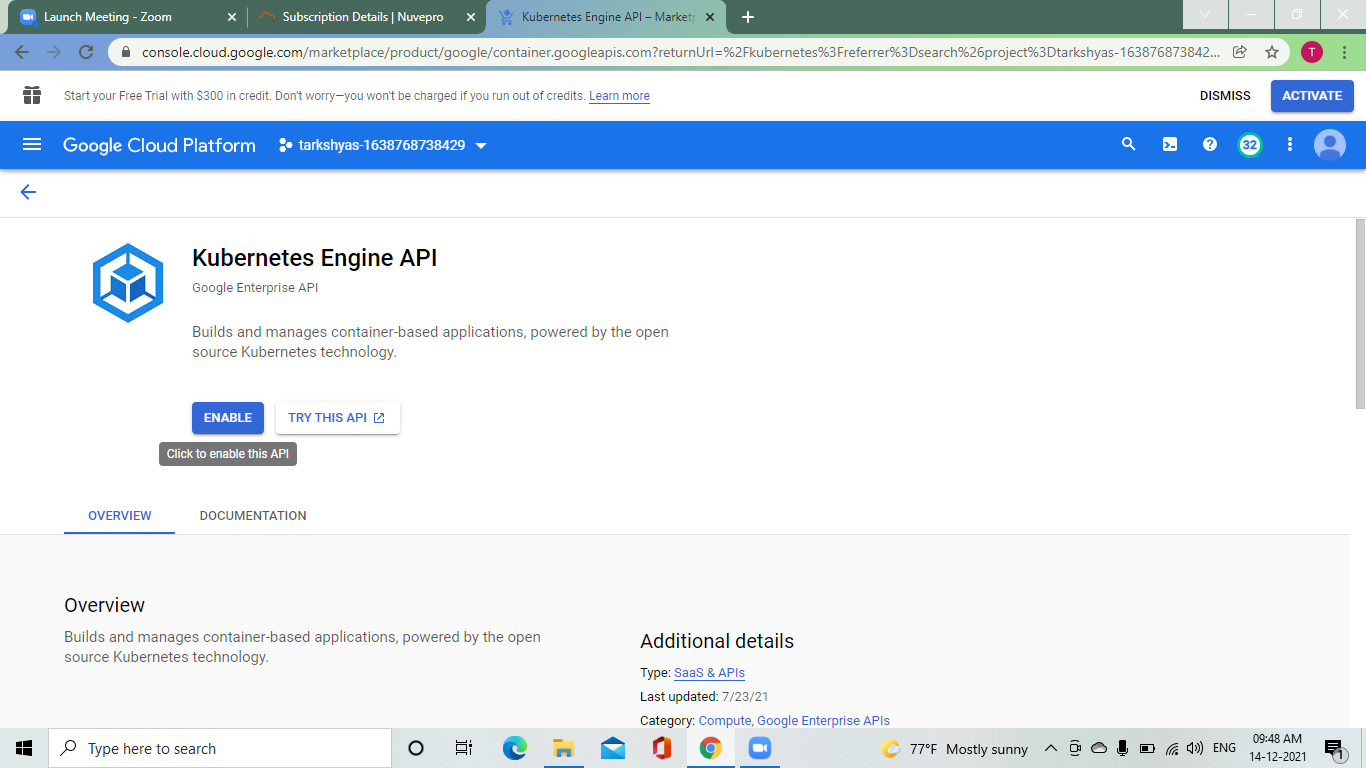 Launch Meeting - Zoom
Subscription Details | Nuvepro
Kubernetes Engine API – Marketp
console.cloud.google.com/marketplace/product/google/container.googleapis.com?returnUrl=%2Fkubernetes%3Freferrer%3Dsearch%26project%3Dtarkshyas-163876873842...
T
Start your Free Trial with $300 in credit. Don't worry—you won't be charged if you run out of credits. Learn more
DISMISS
ACTIVATE
Google Cloud Platform
tarkshyas-1638768738429
32
Kubernetes Engine API
Google Enterprise API
Builds and manages container-based applications, powered by the open
source Kubernetes technology.
ENABLE
TRY THIS API
Click to enable this API
OVERVIEW
DOCUMENTATION
Overview
Builds and manages container-based applications, powered by the open
source Kubernetes technology.
Additional details
Type: SaaS & APIs
Last updated: 7/23/21
Category: Compute, Google Enterprise APIs
Type here to search
77°F Mostly sunny
ENG
09:48 AM
14-12-2021
1